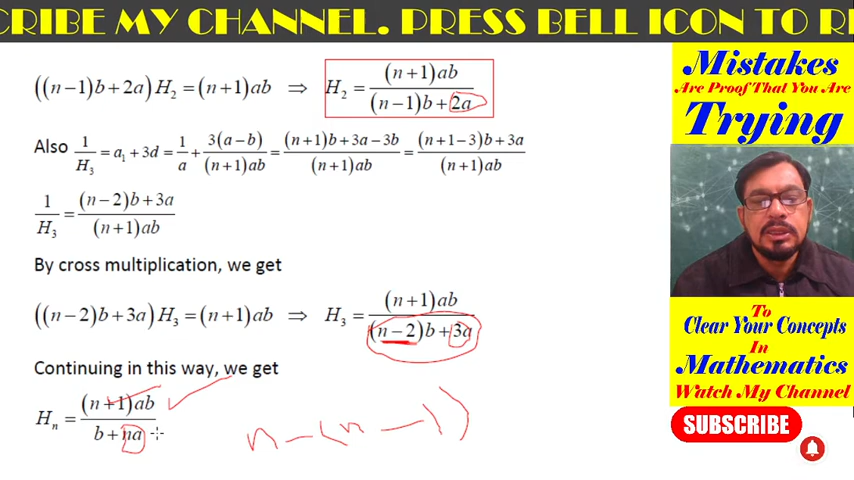 CRIBE MY CHANNEL. PRESS BELL ICON TO RE
((n−1)b+2a)H₂=(n+1)ab ⇒ H₂ = (n+1)ab / ((n−1)b+2a)
Also 1/H₃ = a₁+3d = 1/a + 3(a−b)/((n+1)ab) = ((n+1)b+3a−3b)/((n+1)ab) = ((n+1−3)b+3a)/((n+1)ab)
1/H₃ = ((n−2)b+3a)/((n+1)ab)
By cross multiplication, we get
((n−2)b+3a)H₃=(n+1)ab ⇒ H₃ = (n+1)ab / ((n−2)b+3a)
Continuing in this way, we get
Hₙ = (n+1)ab / (b+na)
n−(n−1)
Mistakes
Are Proof That You Are
Trying
To
Clear Your Concepts
In
Mathematics
Watch My Channel
SUBSCRIBE